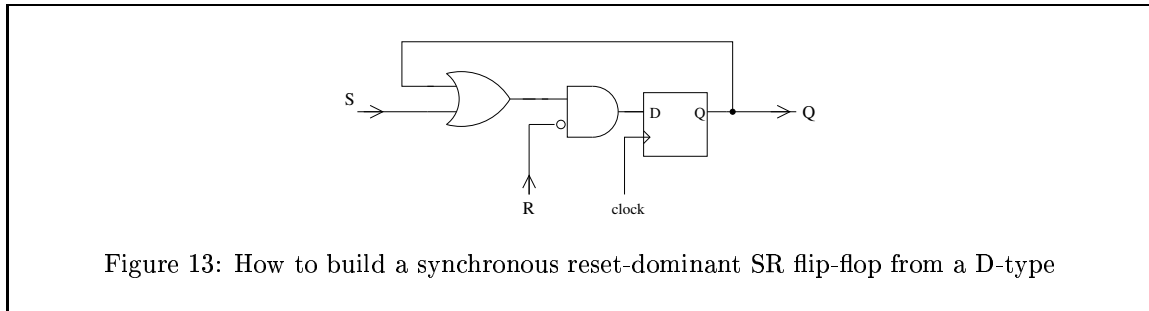 S
D
Q
Q
R
clock
Figure 13: How to build a synchronous reset-dominant SR flip-flop from a D-type